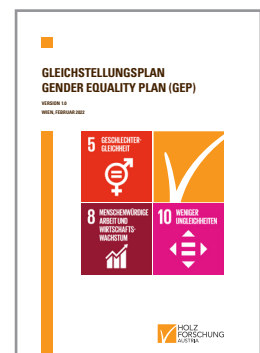 GLEICHSTELLUNGSPLAN
GENDER EQUALITY PLAN (GEP)
VERSION 1.0
WIEN, FEBRUAR 2022
5 GESCHLECHTER-
GLEICHHEIT
8 MENSCHENWÜRDIGE
ARBEIT UND
WIRTSCHAFTS-
WACHSTUM
10 WENIGER
UNGLEICHHEITEN
HOLZ
FORSCHUNG
AUSTRIA